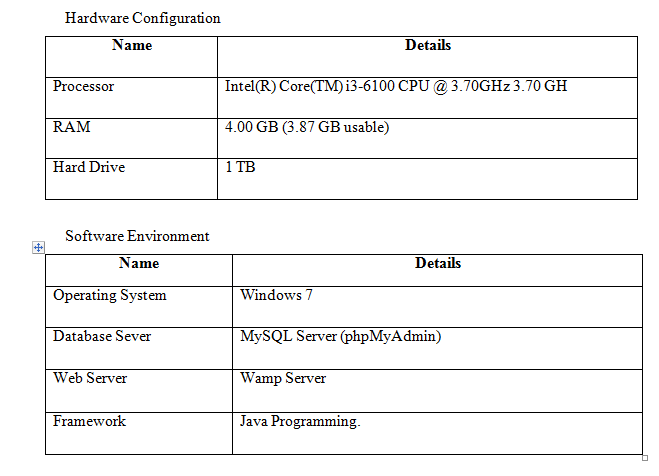 Hardware Configuration
Name Details
Processor Intel(R) Core(TM) i3-6100 CPU @ 3.70GHz 3.70 GH
RAM 4.00 GB (3.87 GB usable)
Hard Drive 1 TB
Software Environment
Name Details
Operating System Windows 7
Database Sever MySQL Server (phpMyAdmin)
Web Server Wamp Server
Framework Java Programming.